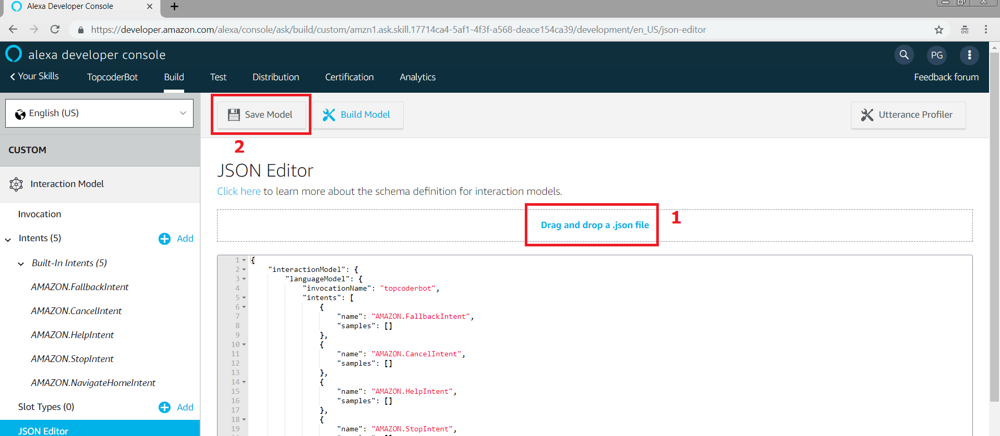 Alexa Developer Console
https://developer.amazon.com/alexa/console/ask/build/custom/amzn1.ask.skill.17714ca4-5af1-4f3f-a568-deace154ca39/development/en_US/json-editor
alexa developer console
PG
Your Skills
TopcoderBot
Build
Test
Distribution
Certification
Analytics
Feedback forum
English (US)
Save Model
Build Model
Utterance Profiler
2
CUSTOM
Interaction Model
Invocation
Intents (5)
Add
Built-In Intents (5)
AMAZON.FallbackIntent
AMAZON.CancelIntent
AMAZON.HelpIntent
AMAZON.StopIntent
AMAZON.NavigateHomeIntent
Slot Types (0)
Add
JSON Editor
JSON Editor
Click here to learn more about the schema definition for interaction models.
Drag and drop a .json file
1
1 {
2 "interactionModel": {
3 "languageModel": {
4 "invocationName": "topcoderbot",
5 "intents": [
6 {
7 "name": "AMAZON.FallbackIntent",
8 "samples": []
9 },
10 {
11 "name": "AMAZON.CancelIntent",
12 "samples": []
13 },
14 {
15 "name": "AMAZON.HelpIntent",
16 "samples": []
17 },
18 {
19 "name": "AMAZON.StopIntent",